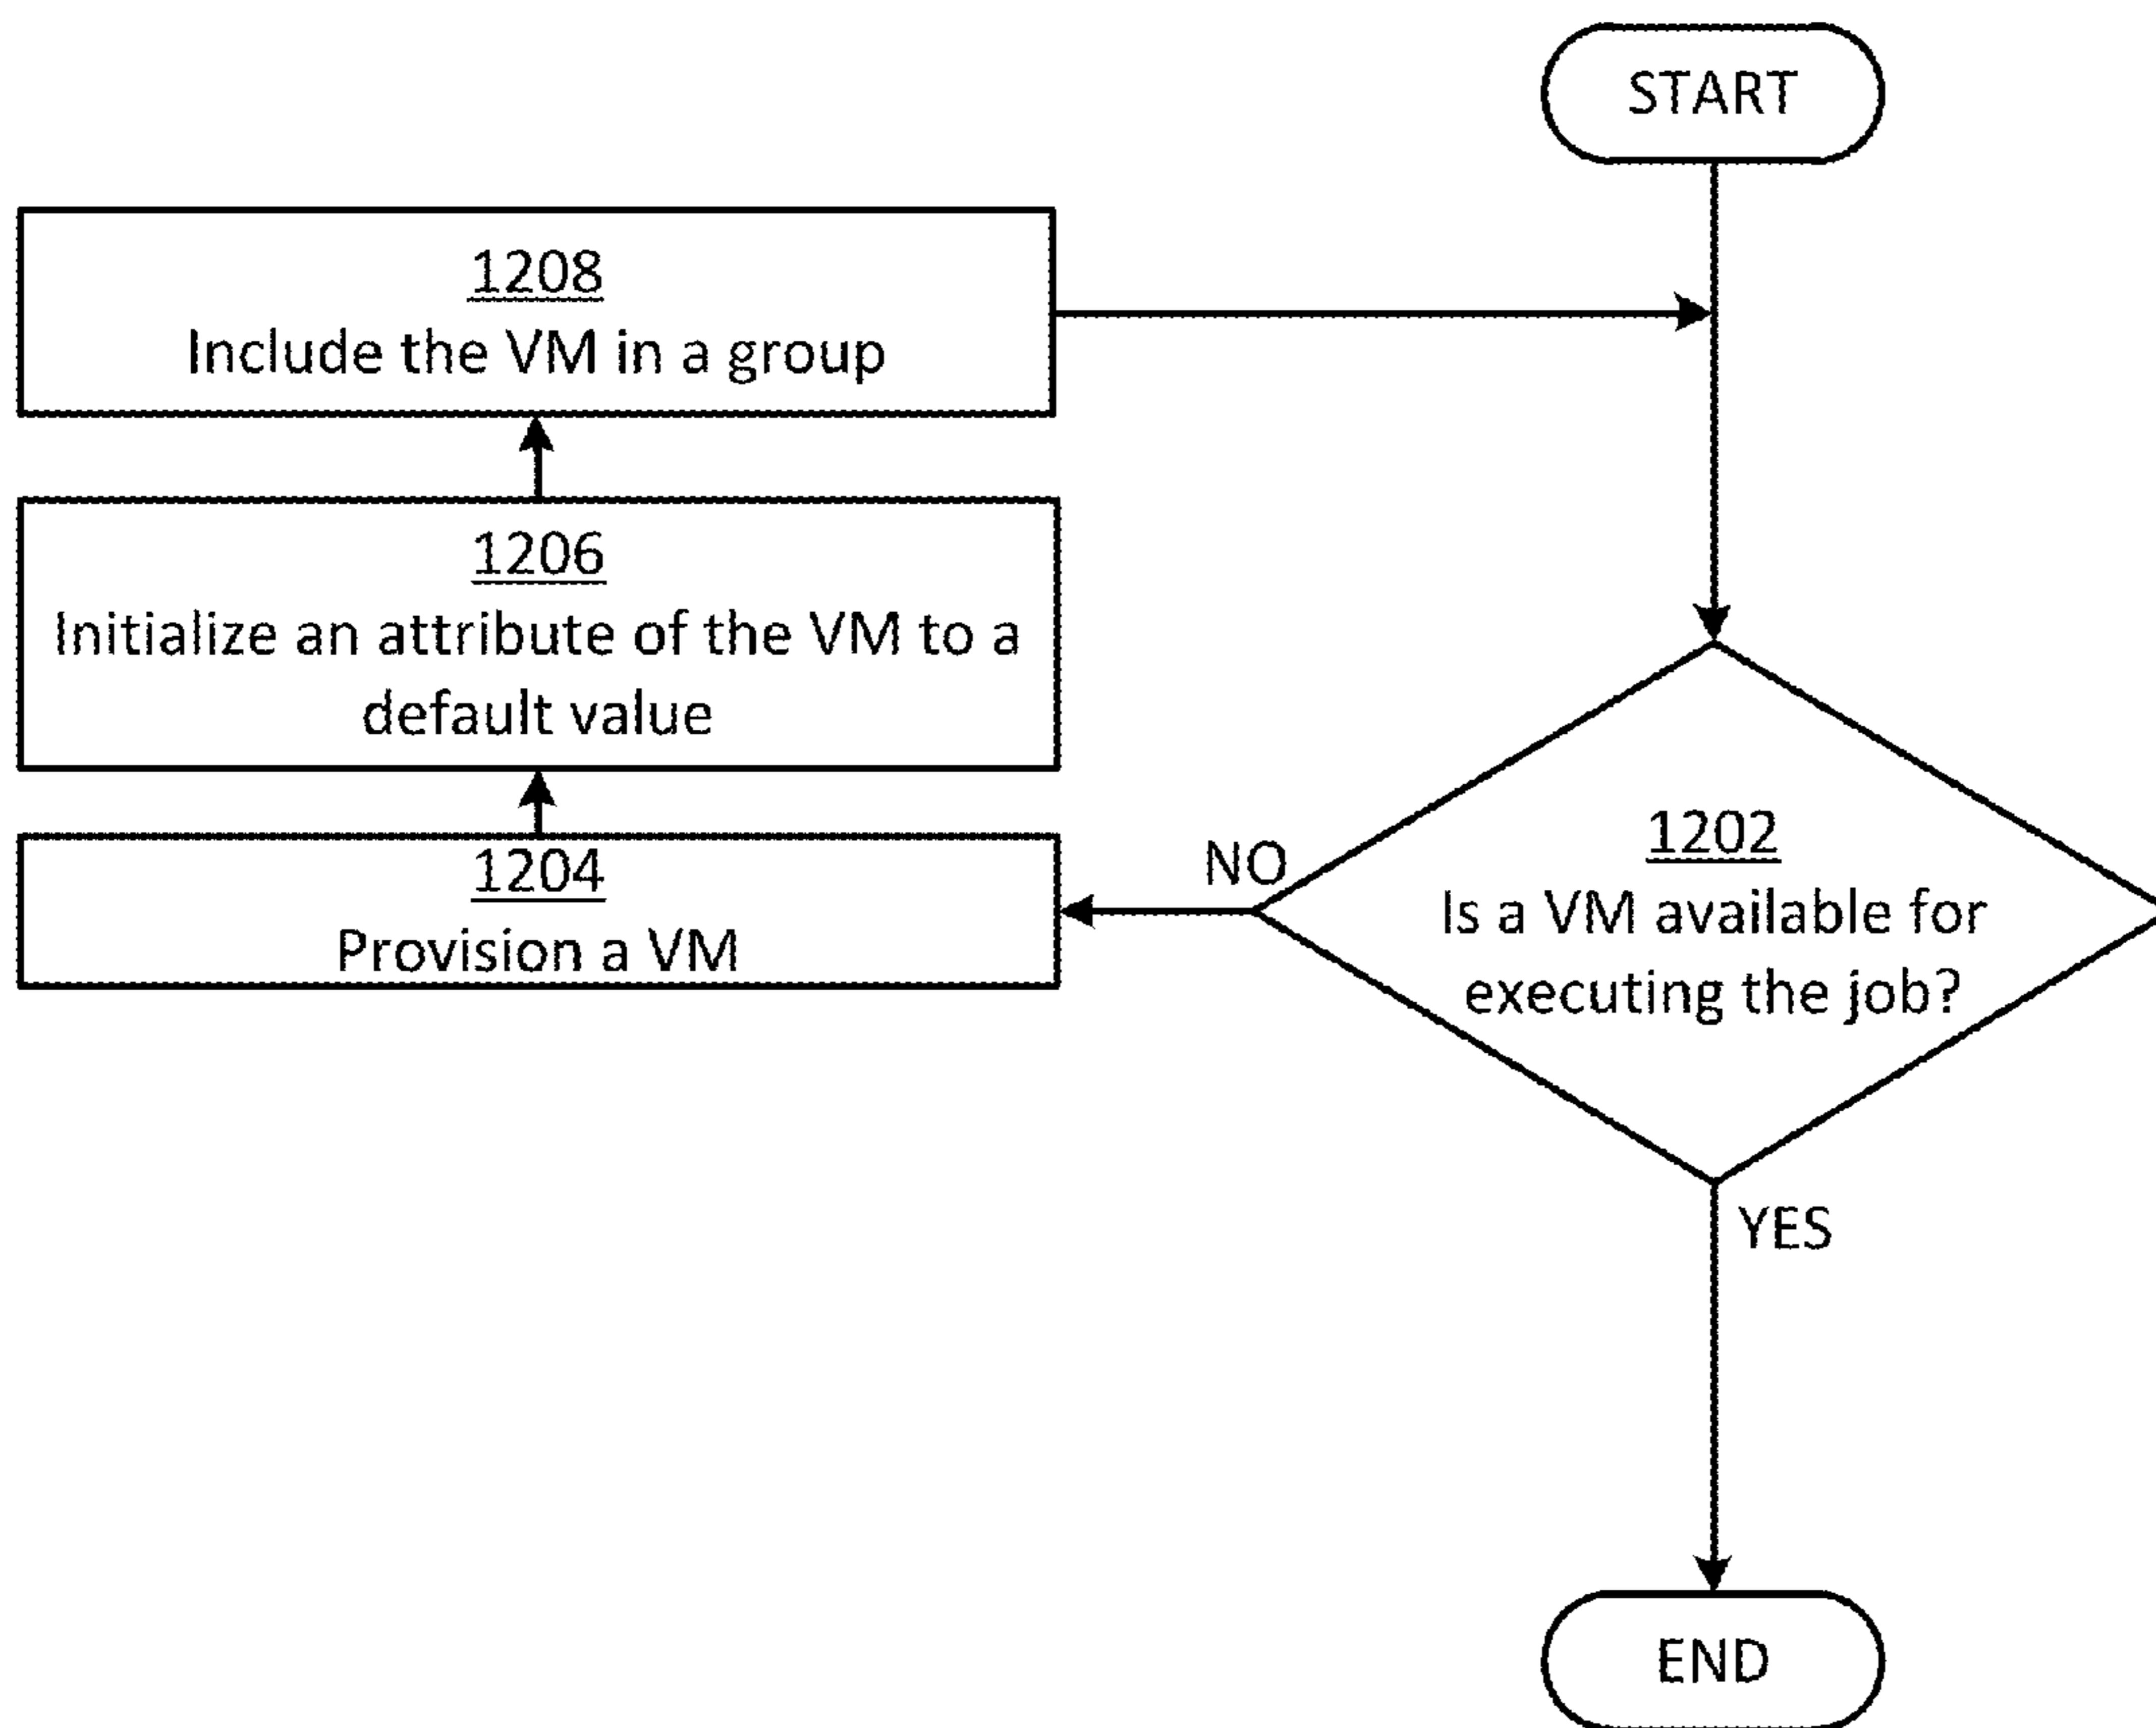 START
1208
Include the VM in a group
1206
Initialize an attribute of the VM to a
default value
1204
Provision a VM
NO
1202
Is a VM available for
executing the job?
YES
END